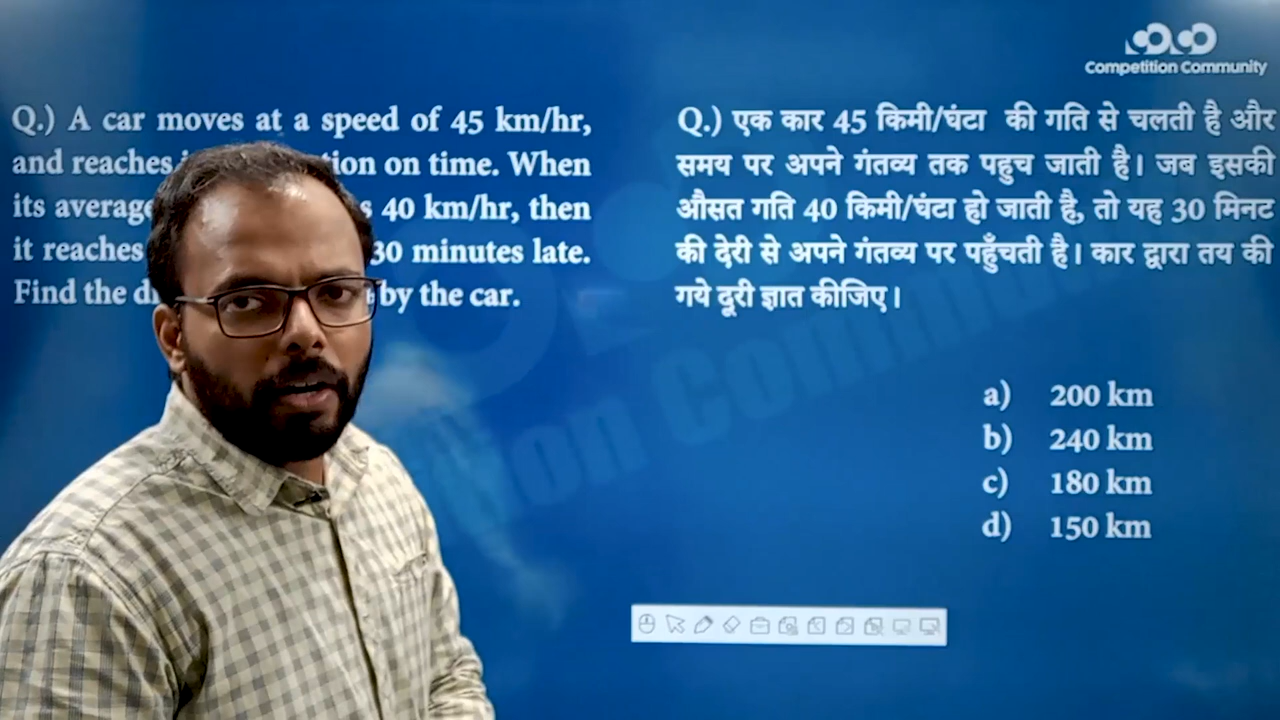 Competition Community
Q.) A car moves at a speed of 45 km/hr,
and reaches tion on time. When
its average 40 km/hr, then
it reaches 30 minutes late.
Find the by the car.
Q.) एक कार 45 किमी/घंटा की गति से चलती है और
समय पर अपने गंतव्य तक पहुच जाती है। जब इसकी
औसत गति 40 किमी/घंटा हो जाती है, तो यह 30 मिनट
की देरी से अपने गंतव्य पर पहुँचती है। कार द्वारा तय की
गये दूरी ज्ञात कीजिए।
a) 200 km
b) 240 km
c) 180 km
d) 150 km